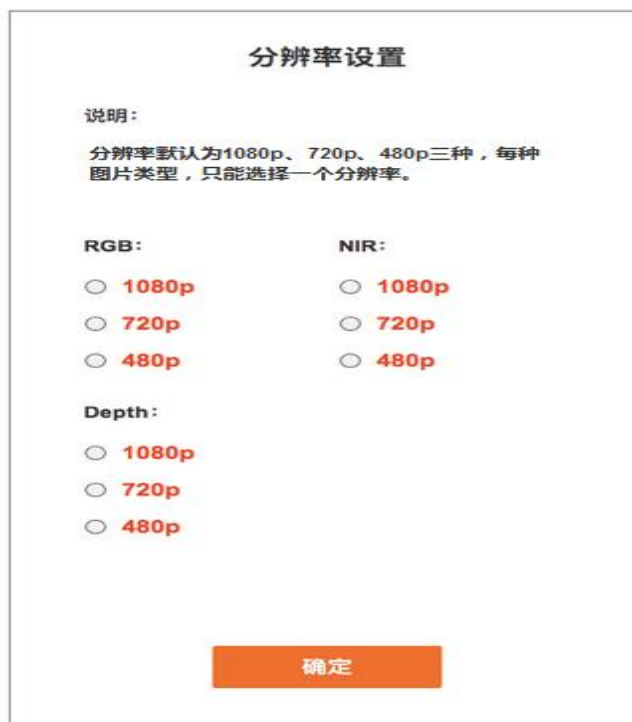 分辨率设置
说明：
分辨率默认为1080p、720p、480p三种，每种
图片类型，只能选择一个分辨率。
RGB：
1080p
720p
480p
NIR：
1080p
720p
480p
Depth：
1080p
720p
480p
确定